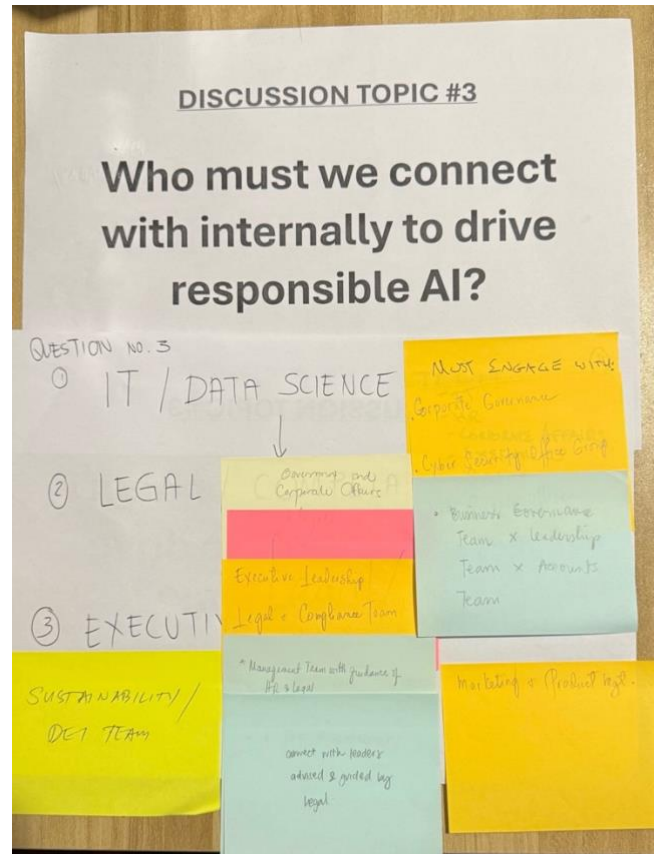 DISCUSSION TOPIC #3
Who must we connect
with internally to drive
responsible AI?
QUESTION NO. 3
① IT / DATA SCIENCE
② LEGAL
③ EXECUTI
MUST ENGAGE WITH:
. Corporate Governance
. Cyber Security
Government and
Corporate Affairs
• Business Governance
Team x Leadership
Team x Accounts
Team
Executive Leadership
Legal & Compliance Team
SUSTAINABILITY /
DEI TEAM
* Management Team with guidance of
HR & Legal
connect with leaders
advised & guided by
legal.
Marketing & Product